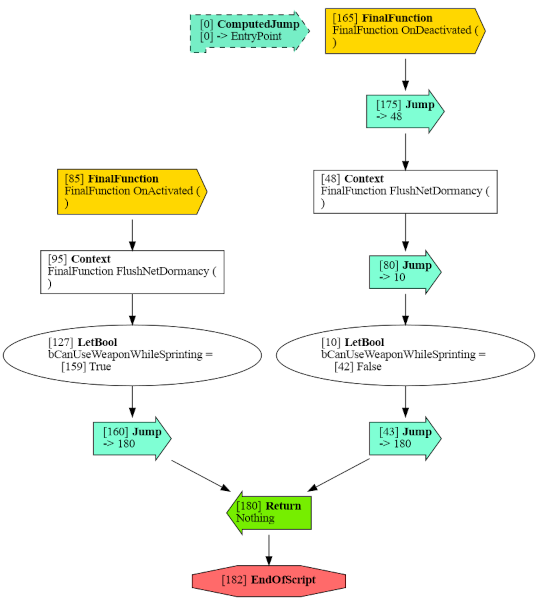 [0] ComputedJump
[0] -> EntryPoint
[165] FinalFunction
FinalFunction OnDeactivated (
)
[175] Jump
-> 48
[85] FinalFunction
FinalFunction OnActivated (
)
[48] Context
FinalFunction FlushNetDormancy (
)
[95] Context
FinalFunction FlushNetDormancy (
)
[80] Jump
-> 10
[127] LetBool
bCanUseWeaponWhileSprinting =
[159] True
[10] LetBool
bCanUseWeaponWhileSprinting =
[42] False
[160] Jump
-> 180
[43] Jump
-> 180
[180] Return
Nothing
[182] EndOfScript